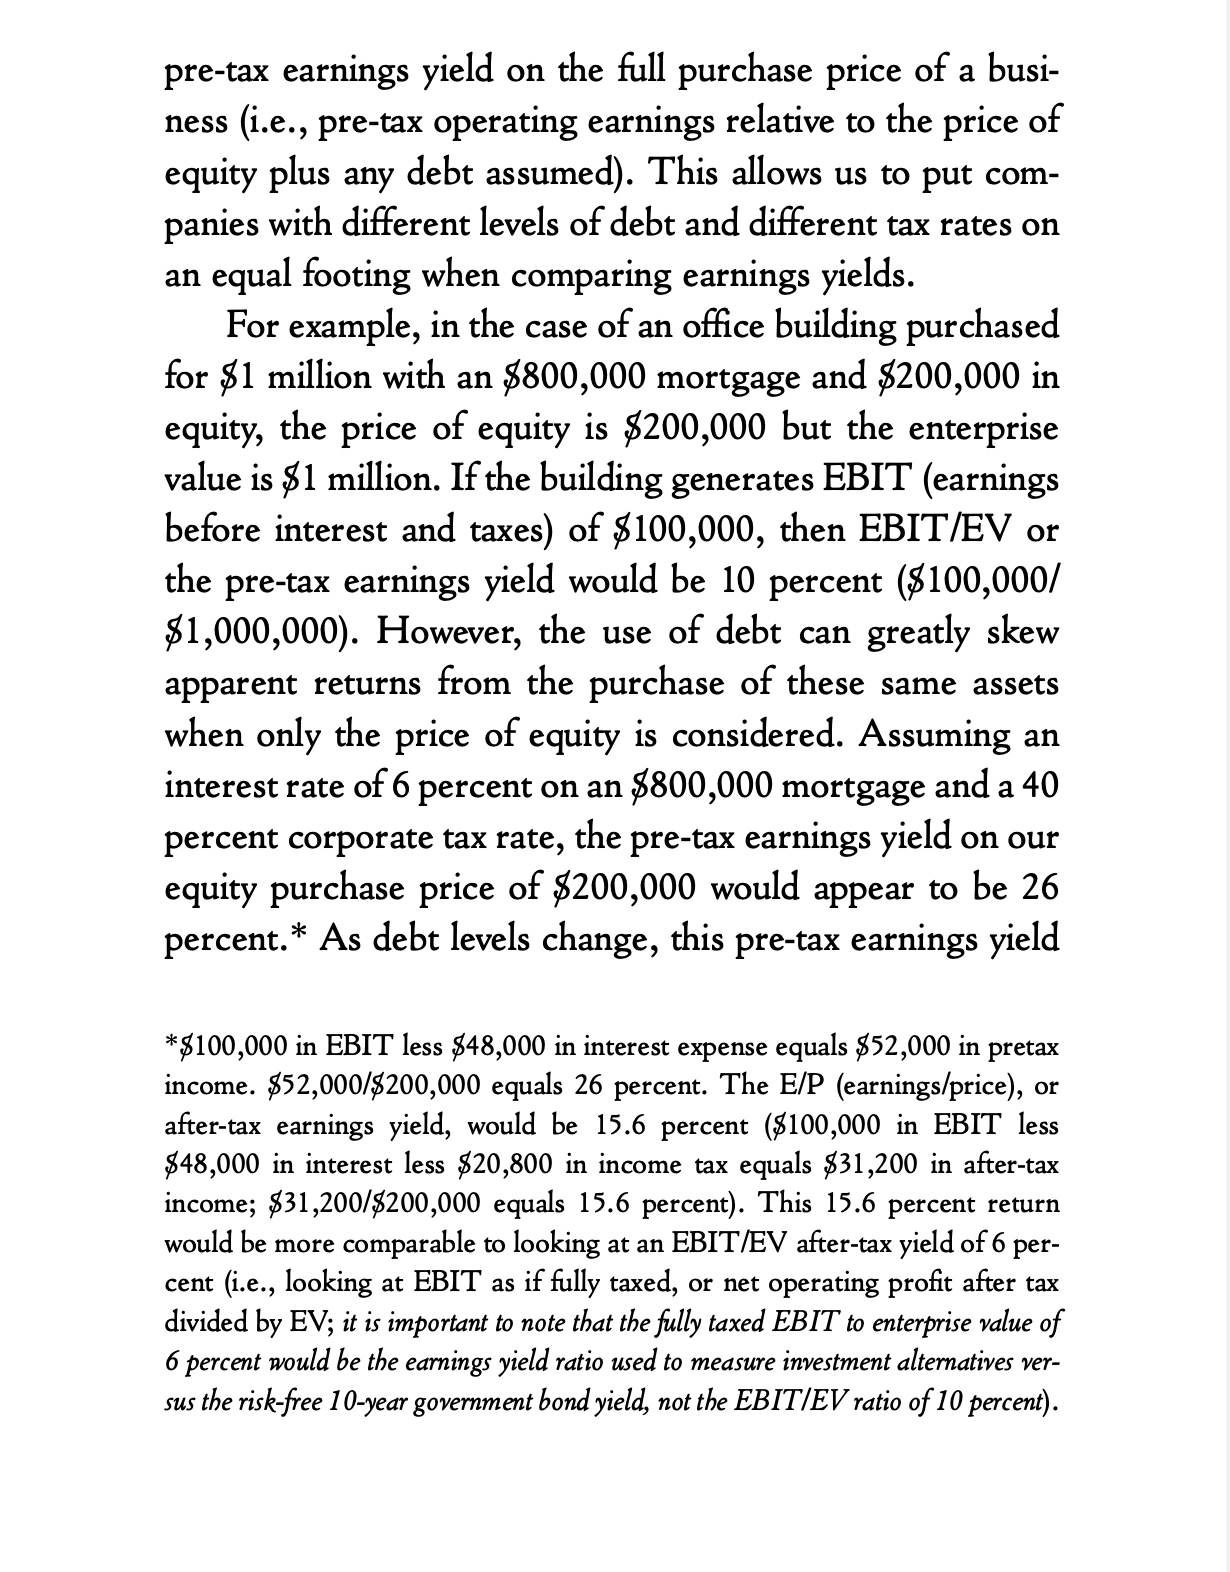 pre-tax earnings yield on the full purchase price of a busi-
ness (i.e., pre-tax operating earnings relative to the price of
equity plus any debt assumed). This allows us to put com-
panies with different levels of debt and different tax rates on
an equal footing when comparing earnings yields.
For example, in the case of an office building purchased
for $1 million with an $800,000 mortgage and $200,000 in
equity, the price of equity is $200,000 but the enterprise
value is $1 million. If the building generates EBIT (earnings
before interest and taxes) of $100,000, then EBIT/EV or
the pre-tax earnings yield would be 10 percent ($100,000/
$1,000,000). However, the use of debt can greatly skew
apparent returns from the purchase of these same assets
when only the price of equity is considered. Assuming an
interest rate of 6 percent on an $800,000 mortgage and a 40
percent corporate tax rate, the pre-tax earnings yield on our
equity purchase price of $200,000 would appear to be 26
percent.* As debt levels change, this pre-tax earnings yield
*$100,000 in EBIT less $48,000 in interest expense equals $52,000 in pretax
income. $52,000/$200,000 equals 26 percent. The E/P (earnings/price), or
after-tax earnings yield, would be 15.6 percent ($100,000 in EBIT less
$48,000 in interest less $20,800 in income tax equals $31,200 in after-tax
income; $31,200/$200,000 equals 15.6 percent). This 15.6 percent return
would be more comparable to looking at an EBIT/EV after-tax yield of 6 per-
cent (i.e., looking at EBIT as if fully taxed, or net operating profit after tax
divided by EV; it is important to note that the fully taxed EBIT to enterprise value of
6 percent would be the earnings yield ratio used to measure investment alternatives ver-
sus the risk-free 10-year government bond yield, not the EBIT/EV ratio of 10 percent).